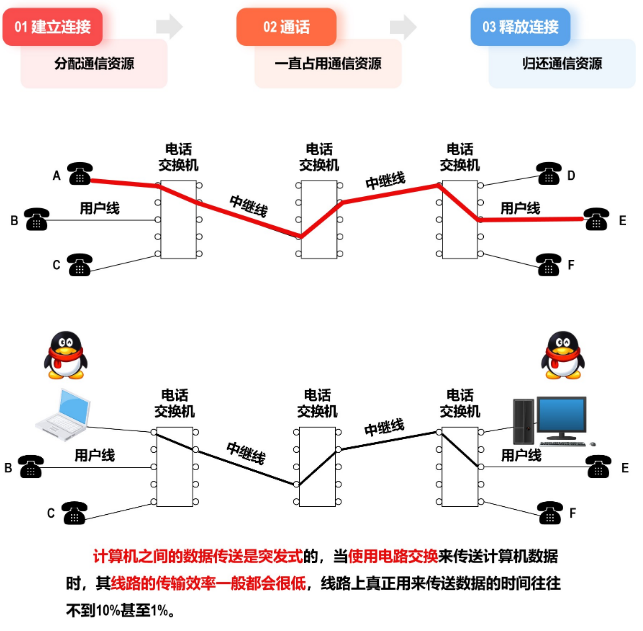 01 建立连接
02 通话
03 释放连接
分配通信资源
一直占用通信资源
归还通信资源
电话
交换机
电话
交换机
电话
交换机
A
中继线
中继线
D
B
用户线
用户线
E
C
F
电话
交换机
电话
交换机
电话
交换机
中继线
中继线
B
用户线
用户线
E
C
F
计算机之间的数据传送是突发式的，当使用电路交换来传送计算机数据
时，其线路的传输效率一般都会很低，线路上真正用来传送数据的时间往往
不到10%甚至1%。